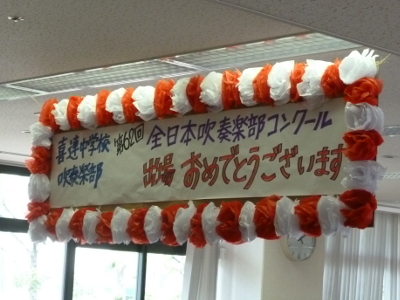 喜連中学校
吹奏楽部
第62回
全日本吹奏楽部コンクール
出場 おめでとうございます